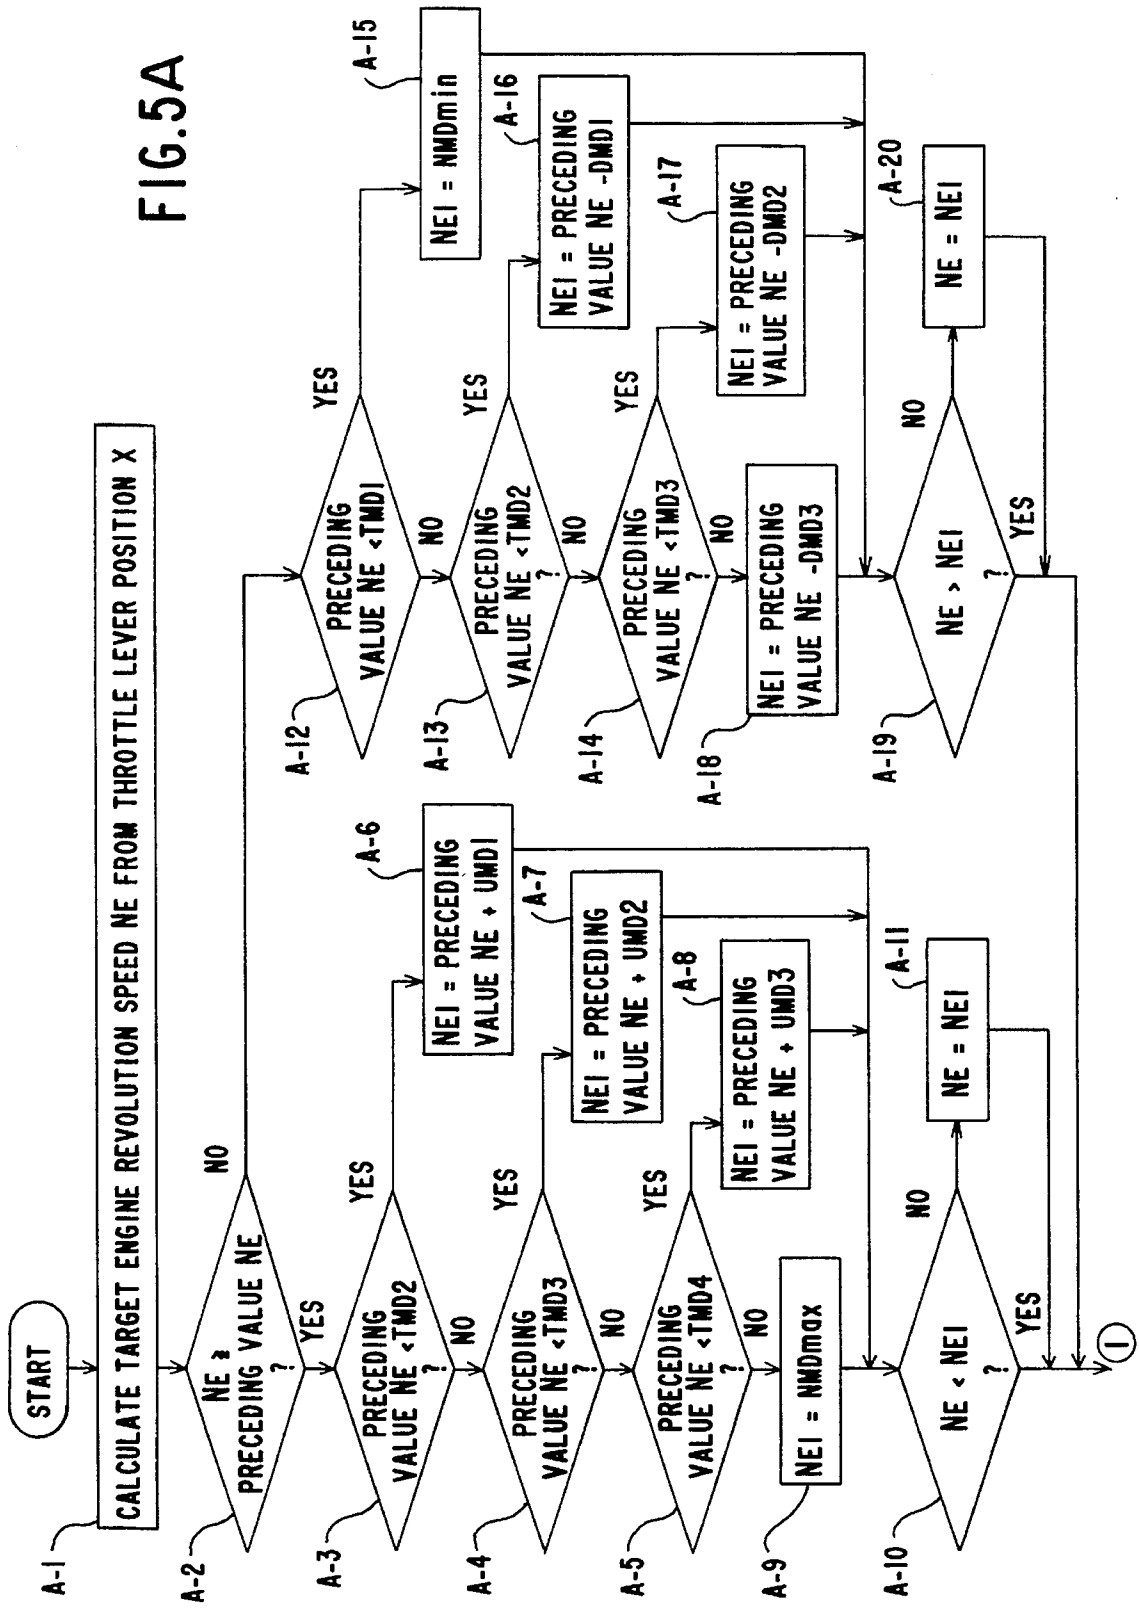 FIG.5A
START
A-1
CALCULATE TARGET ENGINE REVOLUTION SPEED NE FROM THROTTLE LEVER POSITION X
A-2
NE ≧
PRECEDING VALUE NE
?
NO
YES
A-3
PRECEDING
VALUE NE <TMD2
?
YES
NO
A-6
NE1 = PRECEDING
VALUE NE + UMD1
A-4
PRECEDING
VALUE NE <TMD3
?
YES
NO
A-7
NE1 = PRECEDING
VALUE NE + UMD2
A-5
PRECEDING
VALUE NE <TMD4
?
YES
NO
A-8
NE1 = PRECEDING
VALUE NE + UMD3
A-9
NE1 = NMDmax
A-10
NE < NE1
?
NO
YES
A-11
NE = NE1
A-12
PRECEDING
VALUE NE <TMD1
YES
NO
A-15
NE1 = NMDmin
A-13
PRECEDING
VALUE NE <TMD2
?
YES
NO
A-16
NE1 = PRECEDING
VALUE NE -DMD1
A-14
PRECEDING
VALUE NE <TMD3
?
YES
NO
A-17
NE1 = PRECEDING
VALUE NE -DMD2
A-18
NE1 = PRECEDING
VALUE NE -DMD3
A-19
NE > NE1
?
NO
YES
A-20
NE = NE1
1